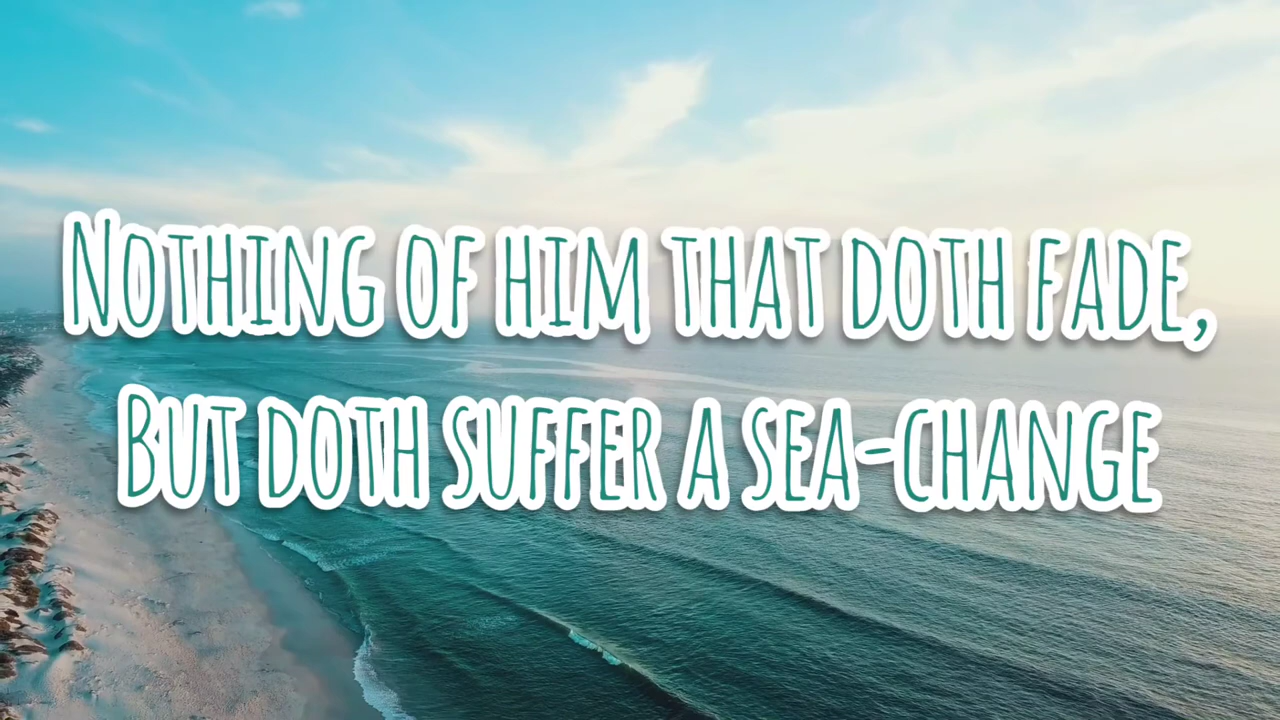 Nothing of him that doth fade,
But doth suffer a sea-change